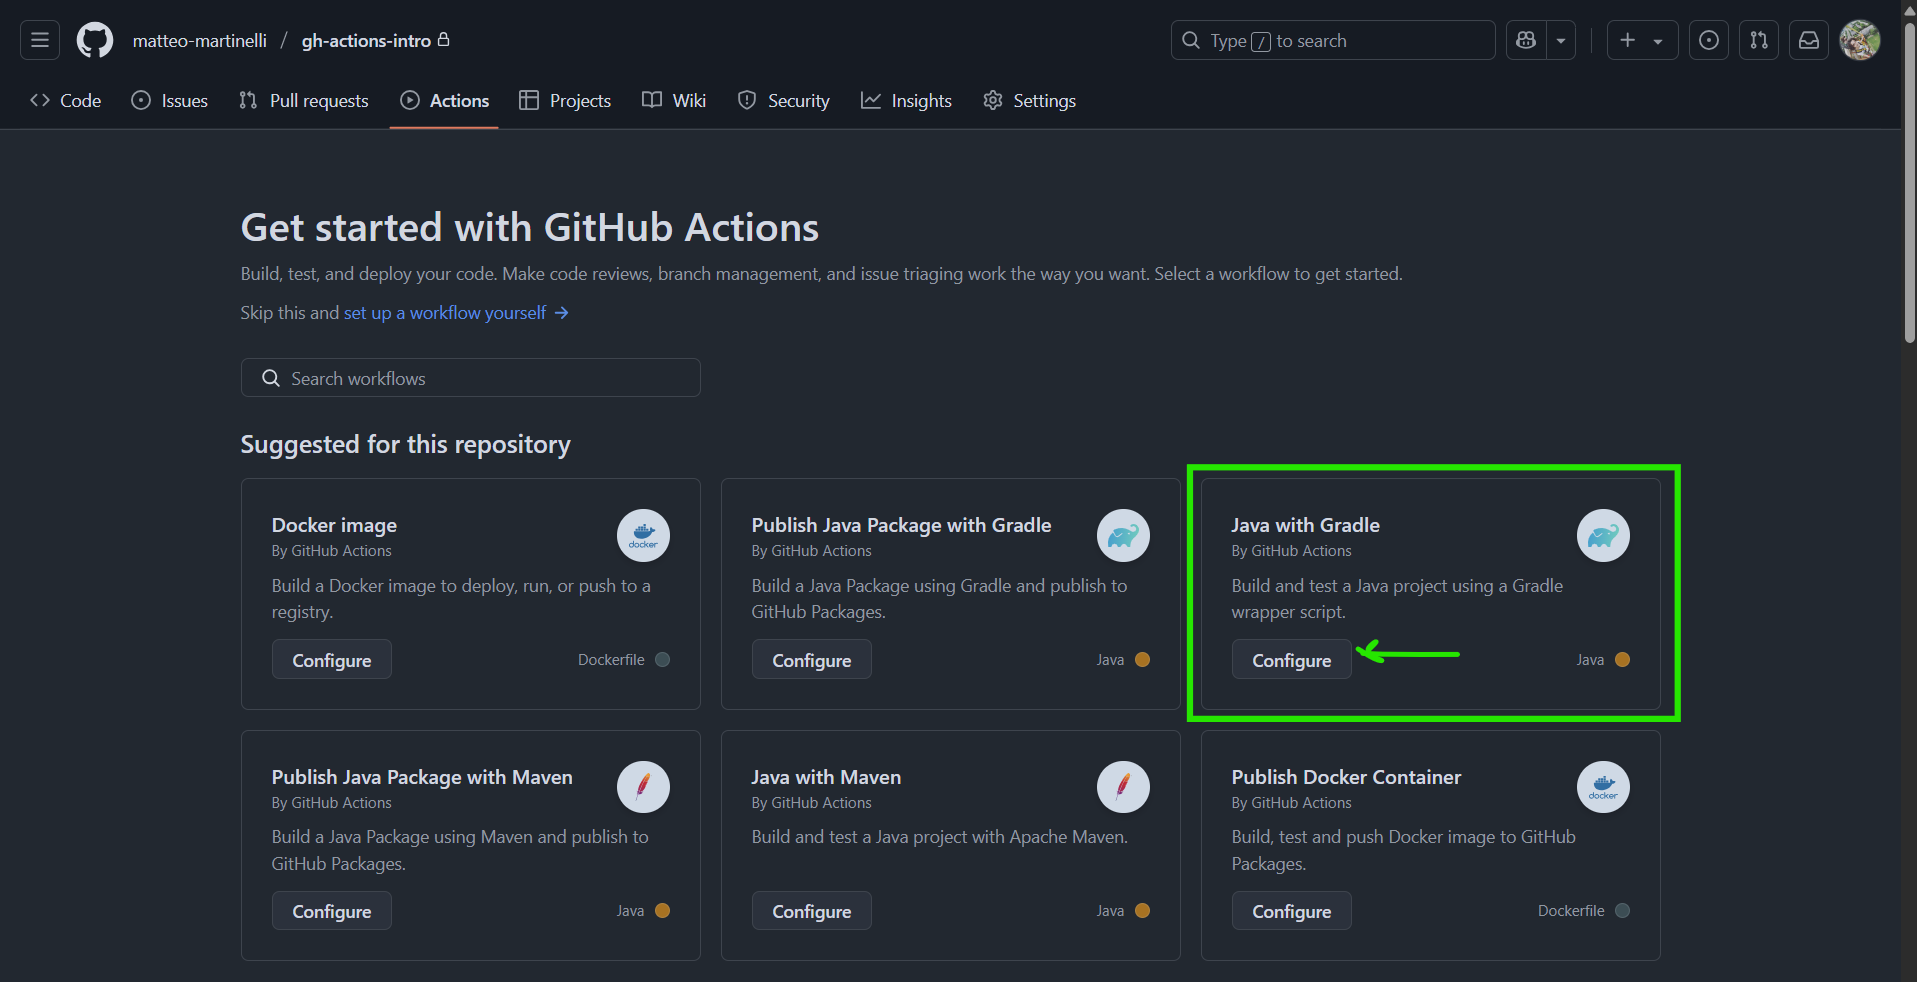 matteo-martinelli / gh-actions-intro
Type / to search
Code
Issues
Pull requests
Actions
Projects
Wiki
Security
Insights
Settings
Get started with GitHub Actions
Build, test, and deploy your code. Make code reviews, branch management, and issue triaging work the way you want. Select a workflow to get started.
Skip this and set up a workflow yourself →
Search workflows
Suggested for this repository
Docker image
By GitHub Actions
docker
Build a Docker image to deploy, run, or push to a
registry.
Configure
Dockerfile
Publish Java Package with Gradle
By GitHub Actions
Build a Java Package using Gradle and publish to
GitHub Packages.
Configure
Java
Java with Gradle
By GitHub Actions
Build and test a Java project using a Gradle
wrapper script.
Configure
Java
Publish Java Package with Maven
By GitHub Actions
Build a Java Package using Maven and publish to
GitHub Packages.
Configure
Java
Java with Maven
By GitHub Actions
Build and test a Java project with Apache Maven.
Configure
Java
Publish Docker Container
By GitHub Actions
docker
Build, test and push Docker image to GitHub
Packages.
Configure
Dockerfile